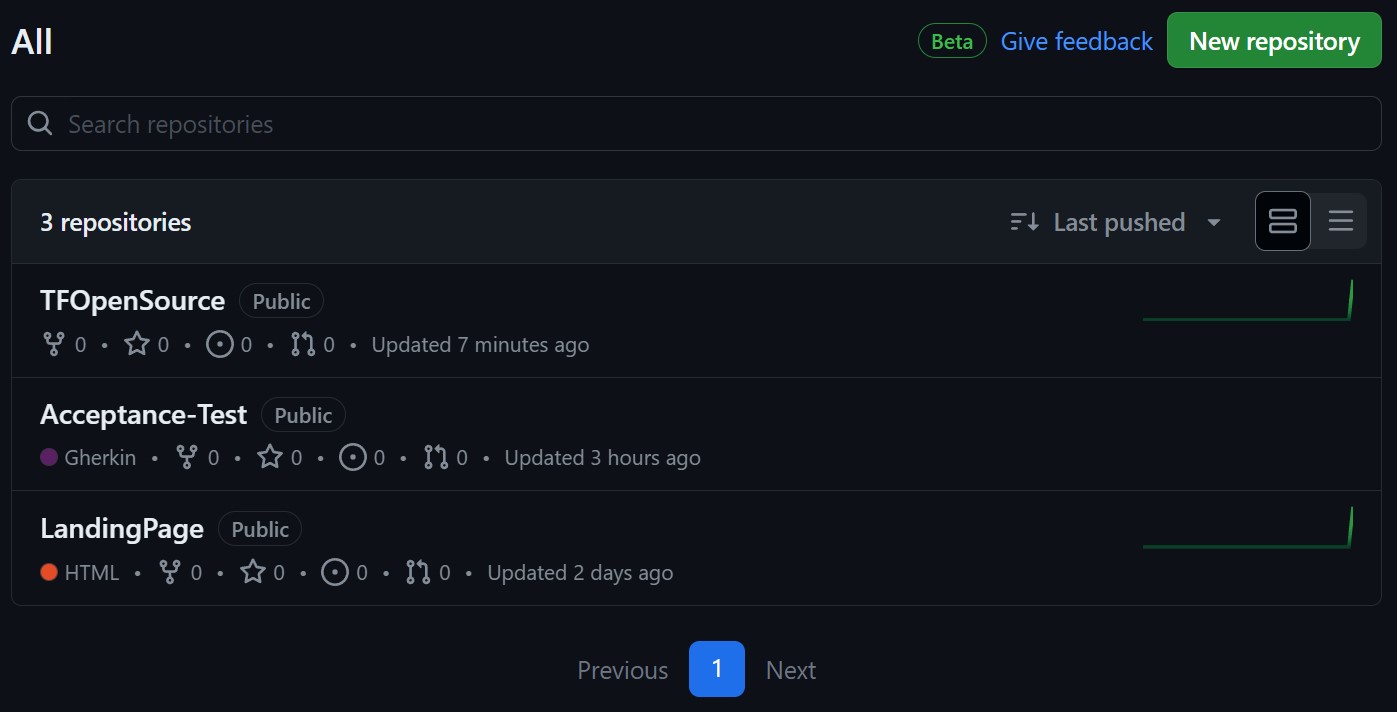 All
Beta Give feedback New repository
Search repositories
3 repositories
Last pushed
TFOpenSource Public
0 • 0 • 0 • 0 • Updated 7 minutes ago
Acceptance-Test Public
Gherkin • 0 • 0 • 0 • 0 • Updated 3 hours ago
LandingPage Public
HTML • 0 • 0 • 0 • 0 • Updated 2 days ago
Previous 1 Next